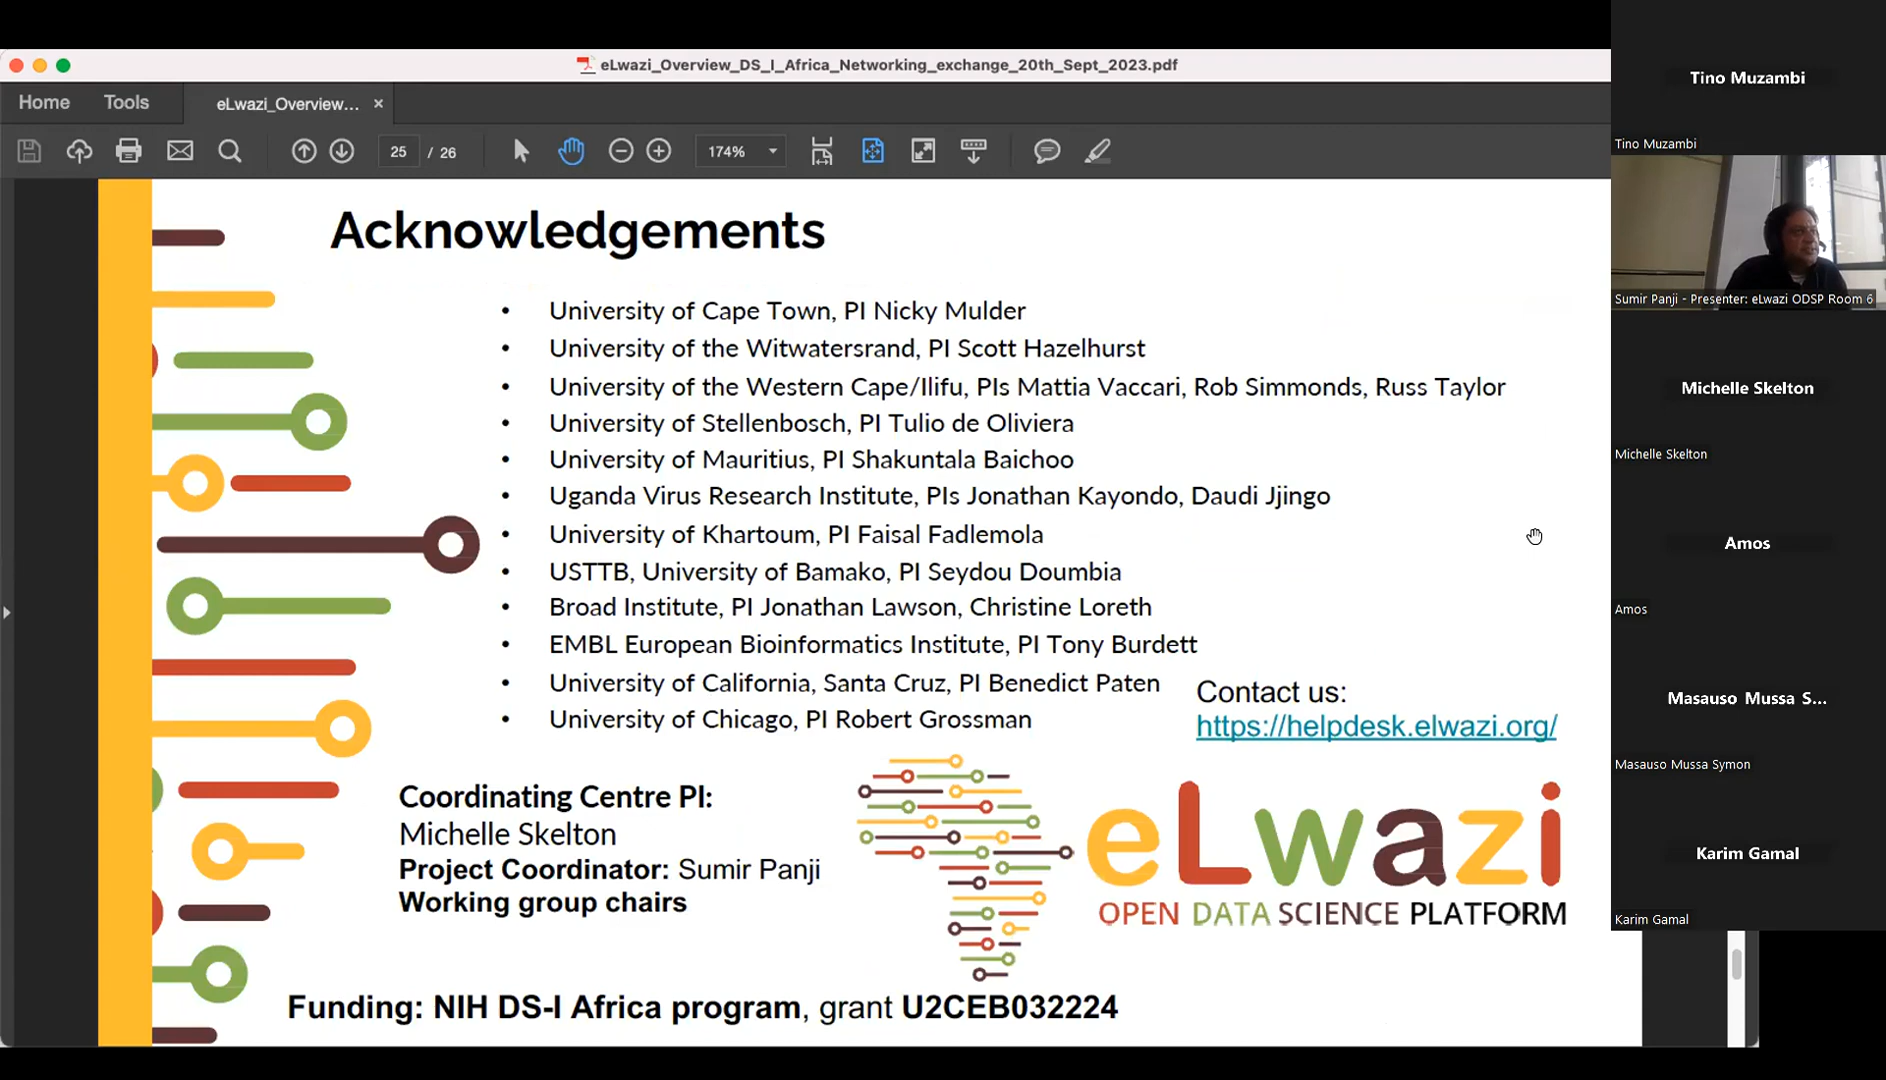 eLwazi_Overview_DS_I_Africa_Networking_exchange_20th_Sept_2023.pdf
Home Tools eLwazi_Overview... ×
25 / 26 174%
Acknowledgements
• University of Cape Town, PI Nicky Mulder
• University of the Witwatersrand, PI Scott Hazelhurst
• University of the Western Cape/Ilifu, PIs Mattia Vaccari, Rob Simmonds, Russ Taylor
• University of Stellenbosch, PI Tulio de Oliviera
• University of Mauritius, PI Shakuntala Baichoo
• Uganda Virus Research Institute, PIs Jonathan Kayondo, Daudi Jjingo
• University of Khartoum, PI Faisal Fadlemola
• USTTB, University of Bamako, PI Seydou Doumbia
• Broad Institute, PI Jonathan Lawson, Christine Loreth
• EMBL European Bioinformatics Institute, PI Tony Burdett
• University of California, Santa Cruz, PI Benedict Paten
• University of Chicago, PI Robert Grossman
Contact us:
https://helpdesk.elwazi.org/
Coordinating Centre PI:
Michelle Skelton
Project Coordinator: Sumir Panji
Working group chairs
eLwazi
OPEN DATA SCIENCE PLATFORM
Funding: NIH DS-I Africa program, grant U2CEB032224
Tino Muzambi
Tino Muzambi
Sumir Panji - Presenter: eLwazi ODSP Room 6
Michelle Skelton
Michelle Skelton
Amos
Amos
Masauso Mussa S...
Masauso Mussa Symon
Karim Gamal
Karim Gamal